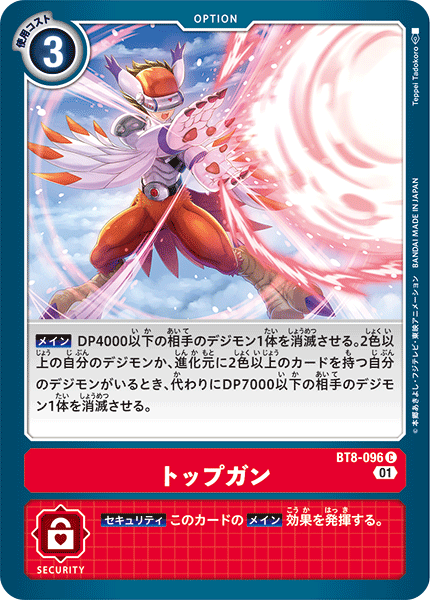 OPTION
使用コスト
3
Teppei Tadokoro
BANDAI MADE IN JAPAN
©本郷あきよし・フジテレビ・東映アニメーション
メイン DP4000以下の相手のデジモン1体を消滅させる。2色以
上の自分のデジモンか、進化元に2色以上のカードを持つ自分
のデジモンがいるとき、代わりにDP7000以下の相手のデジモ
ン1体を消滅させる。
BT8-096 C
トップガン
01
セキュリティ このカードの メイン 効果を発揮する。
SECURITY